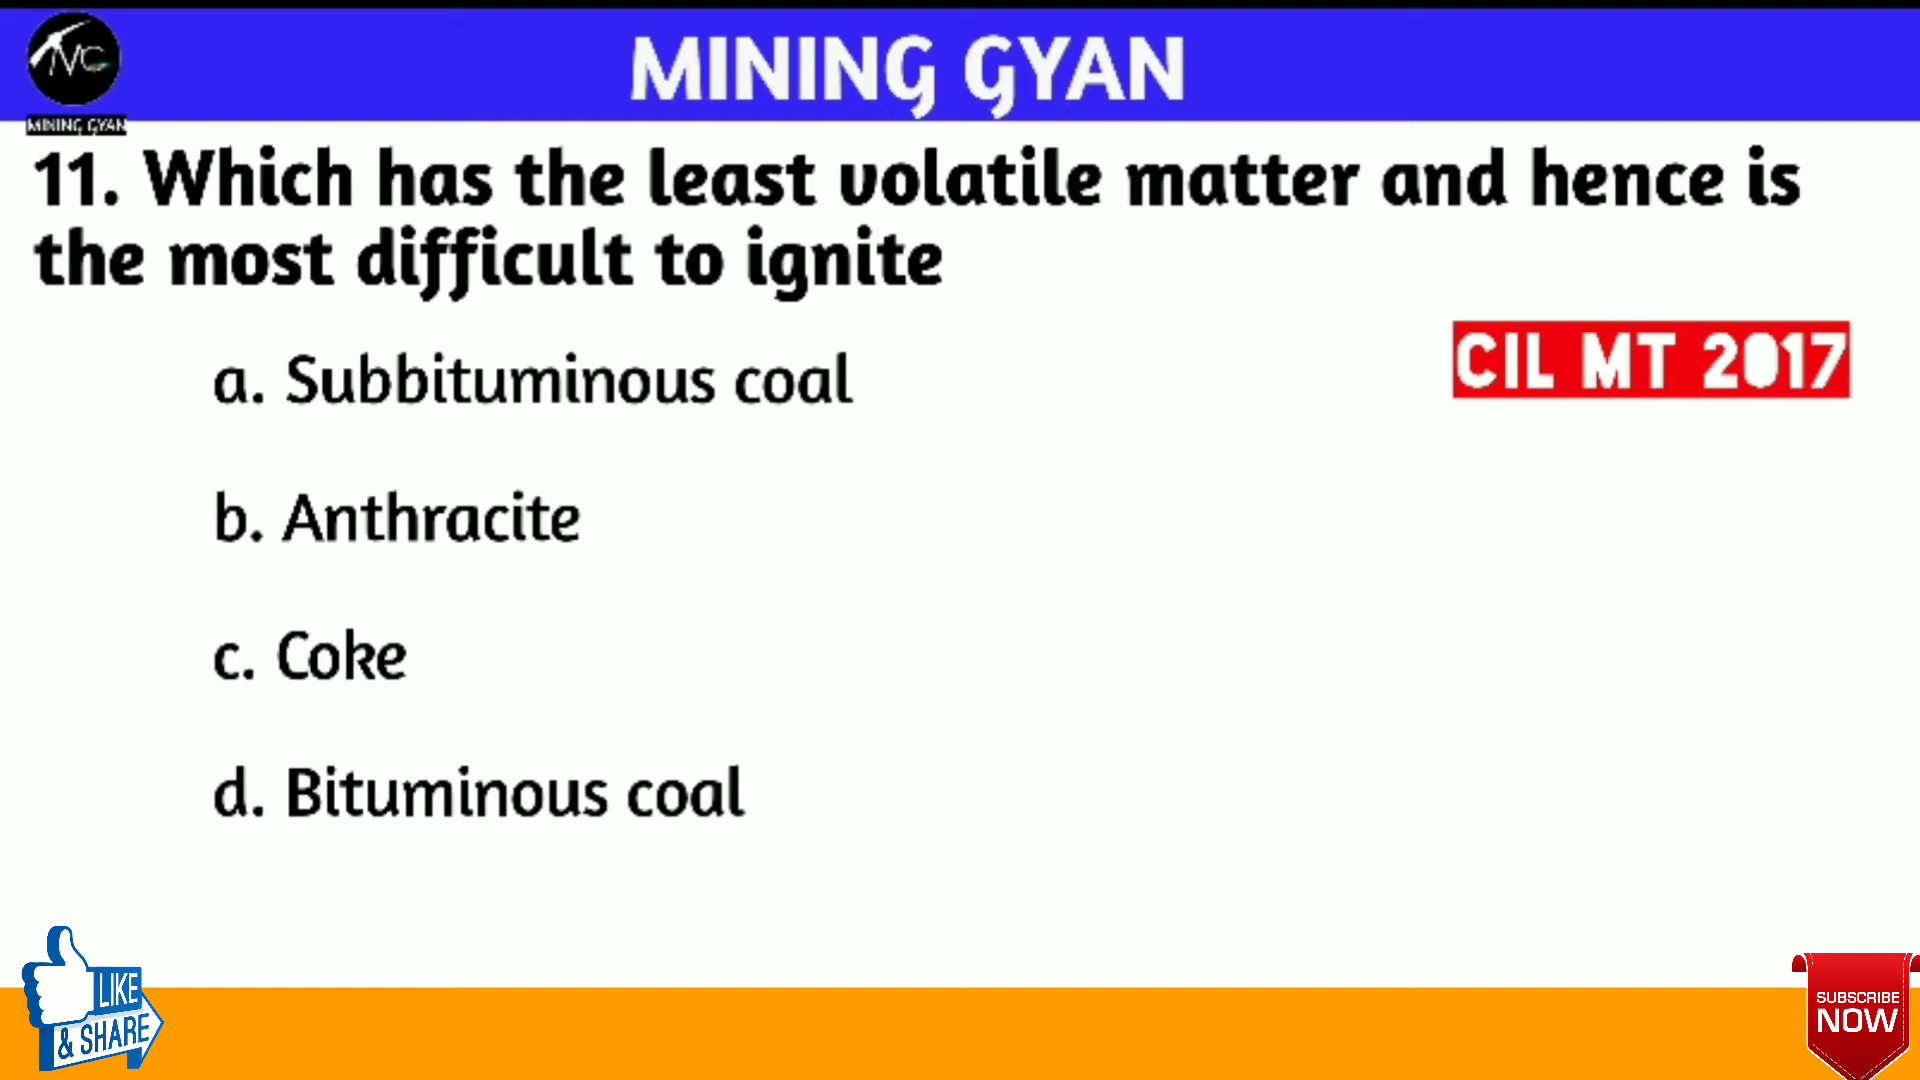 MINING GYAN
MINING GYAN
11. Which has the least volatile matter and hence is
the most difficult to ignite
CIL MT 2017
a. Subbituminous coal
b. Anthracite
c. Coke
d. Bituminous coal
LIKE
& SHARE
SUBSCRIBE
NOW